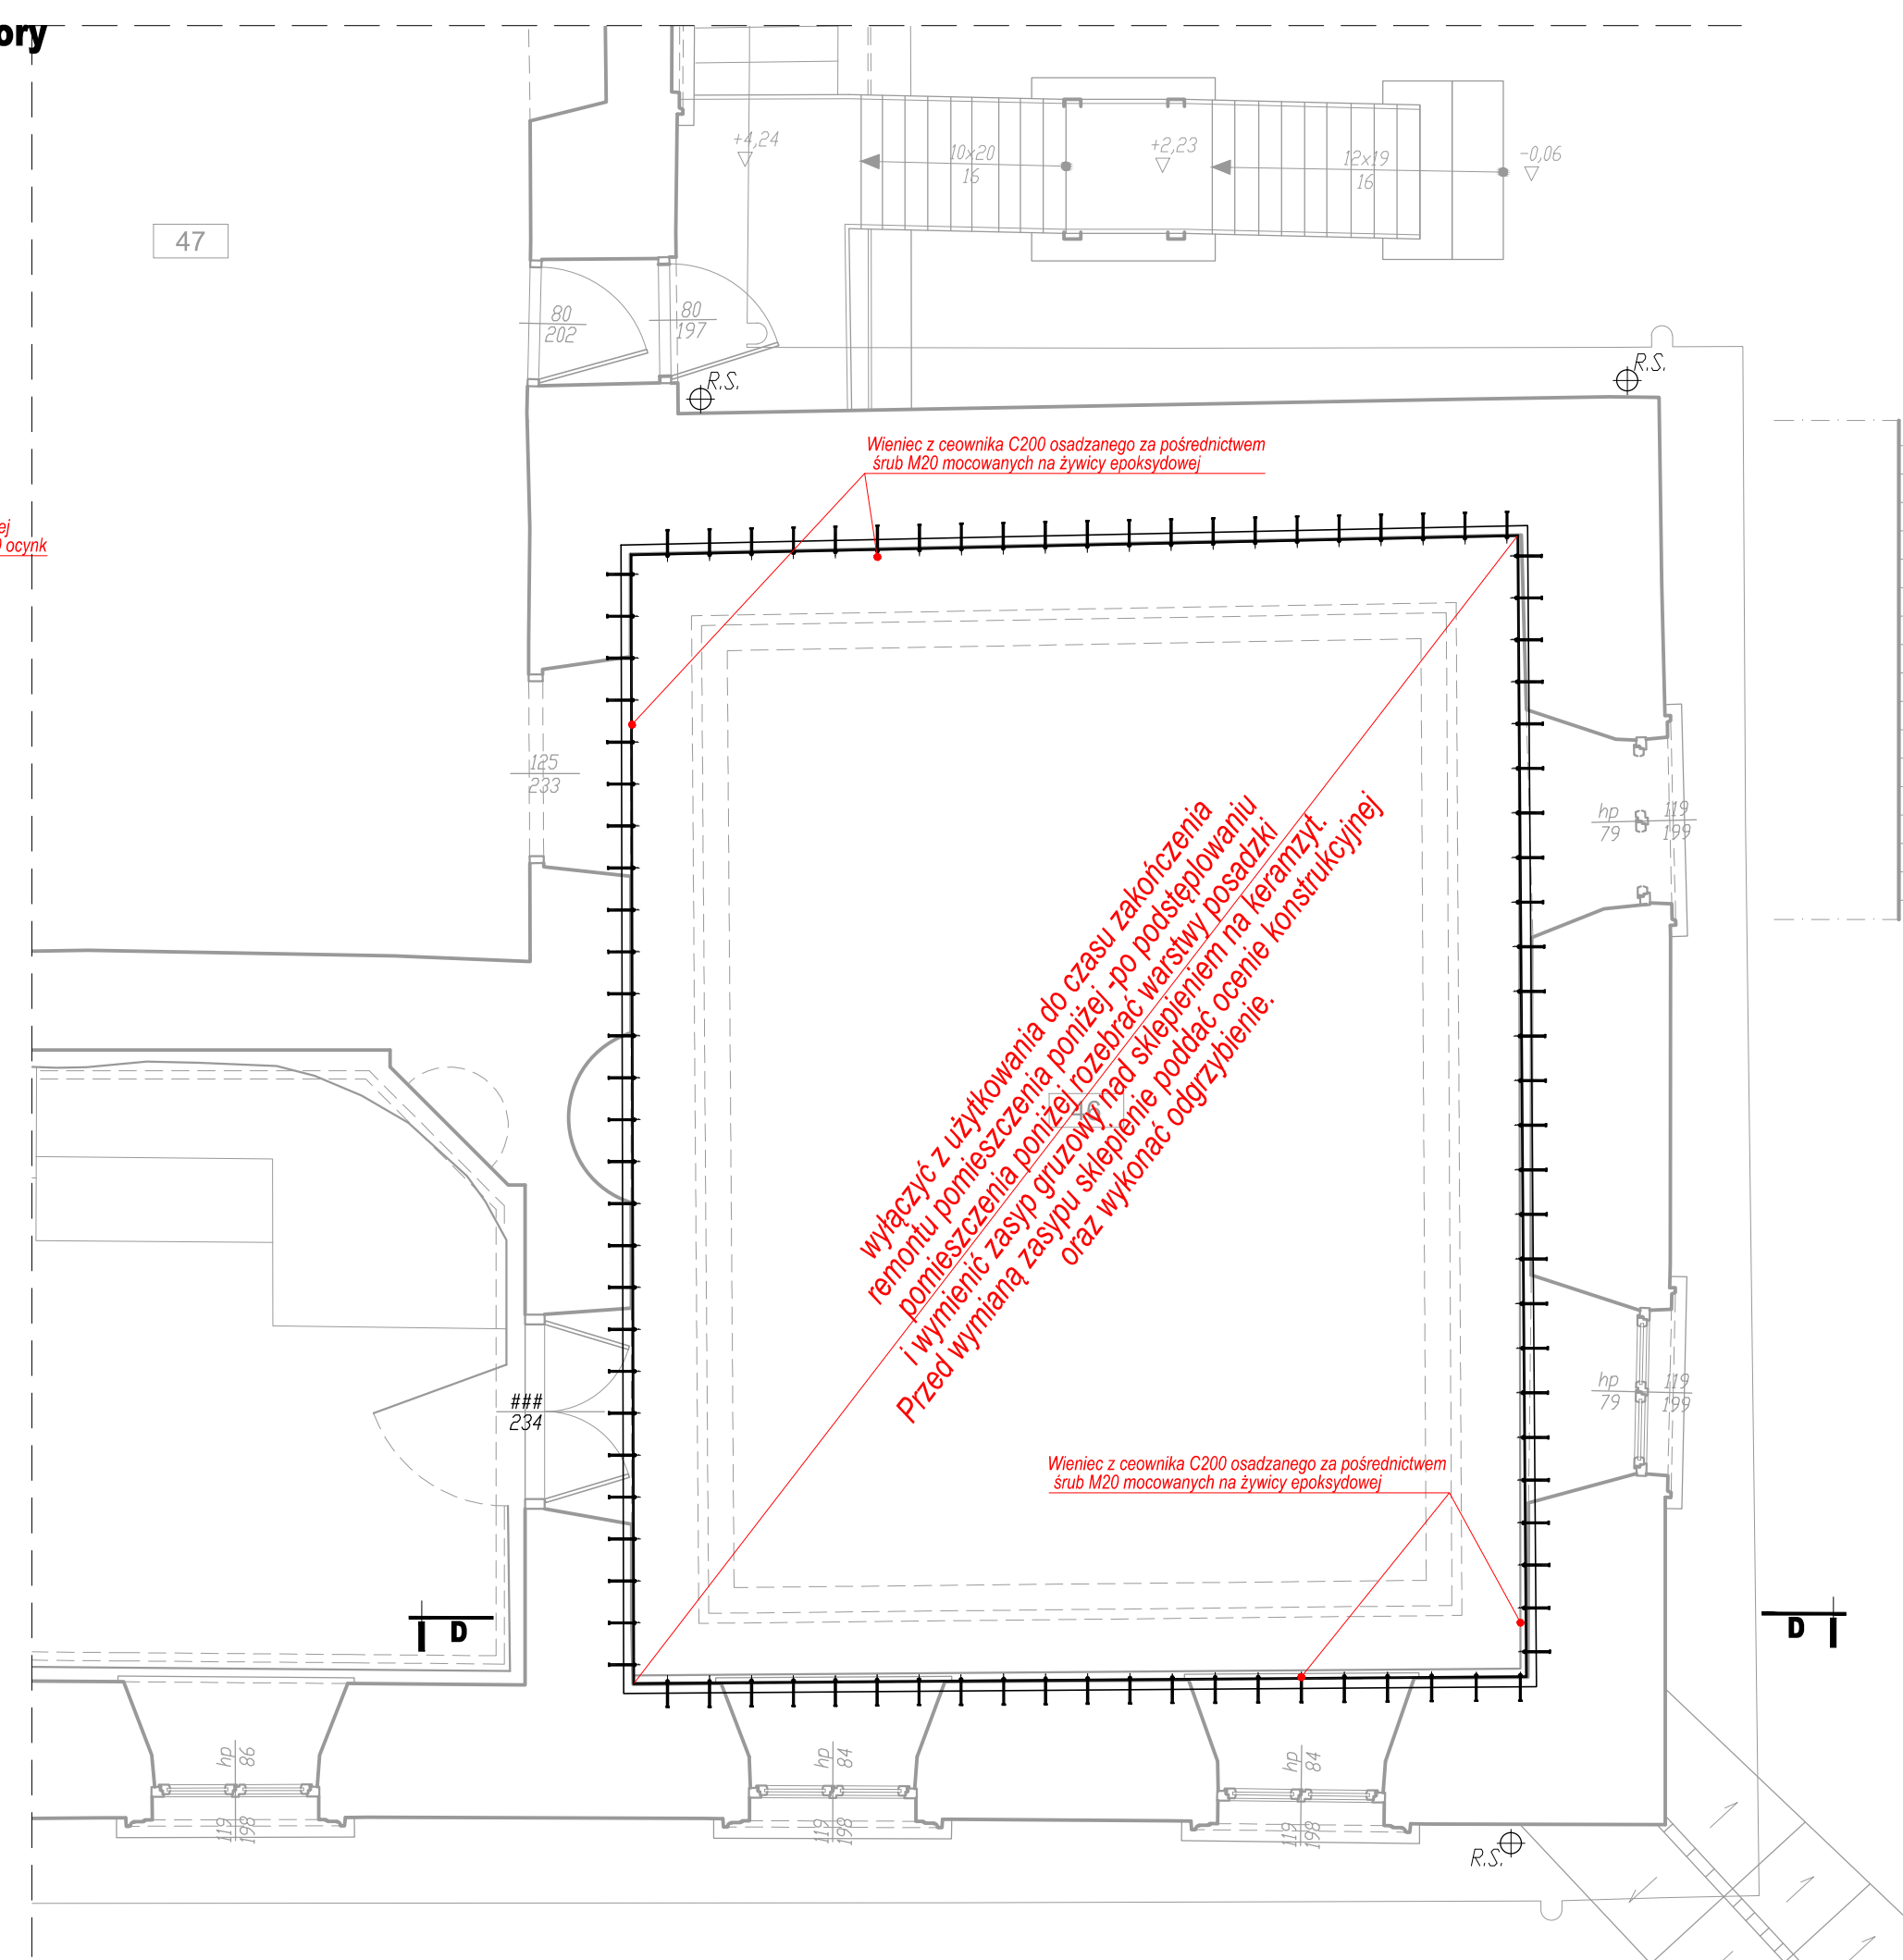 ory
+4,24
10x20
16
+2,23
12x19
16
-0,06
47
80
202
80
197
R.S.
R.S.
Wieniec z ceownika C200 osadzanego za pośrednictwem
śrub M20 mocowanych na żywicy epoksydowej
ej
ocynk
125
233
hp
79
119
199
wyłączyć z użytkowania do czasu zakończenia
remontu pomieszczenia poniżej -po podstęplowaniu
pomieszczenia poniżej rozebrać warstwy posadzki
i wymienić zasyp gruzowy nad sklepieniem na keramzyt.
Przed wymianą zasypu sklepienie poddać ocenie konstrukcyjnej
oraz wykonać odgrzybienie.
46
hp
79
119
199
###
234
Wieniec z ceownika C200 osadzanego za pośrednictwem
śrub M20 mocowanych na żywicy epoksydowej
D
D
hp
86
119
198
hp
84
119
198
hp
84
119
198
R.S.